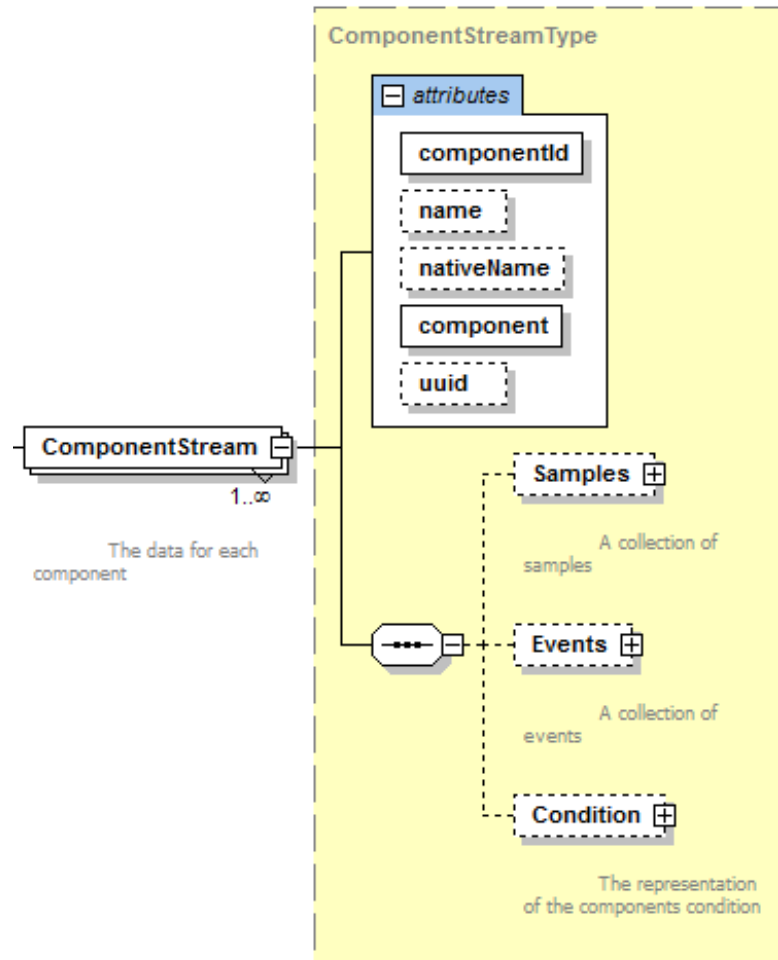 ComponentStreamType
attributes
componentId
name
nativeName
component
uuid
ComponentStream
1..∞
The data for each
component
Samples
A collection of
samples
Events
A collection of
events
Condition
The representation
of the components condition